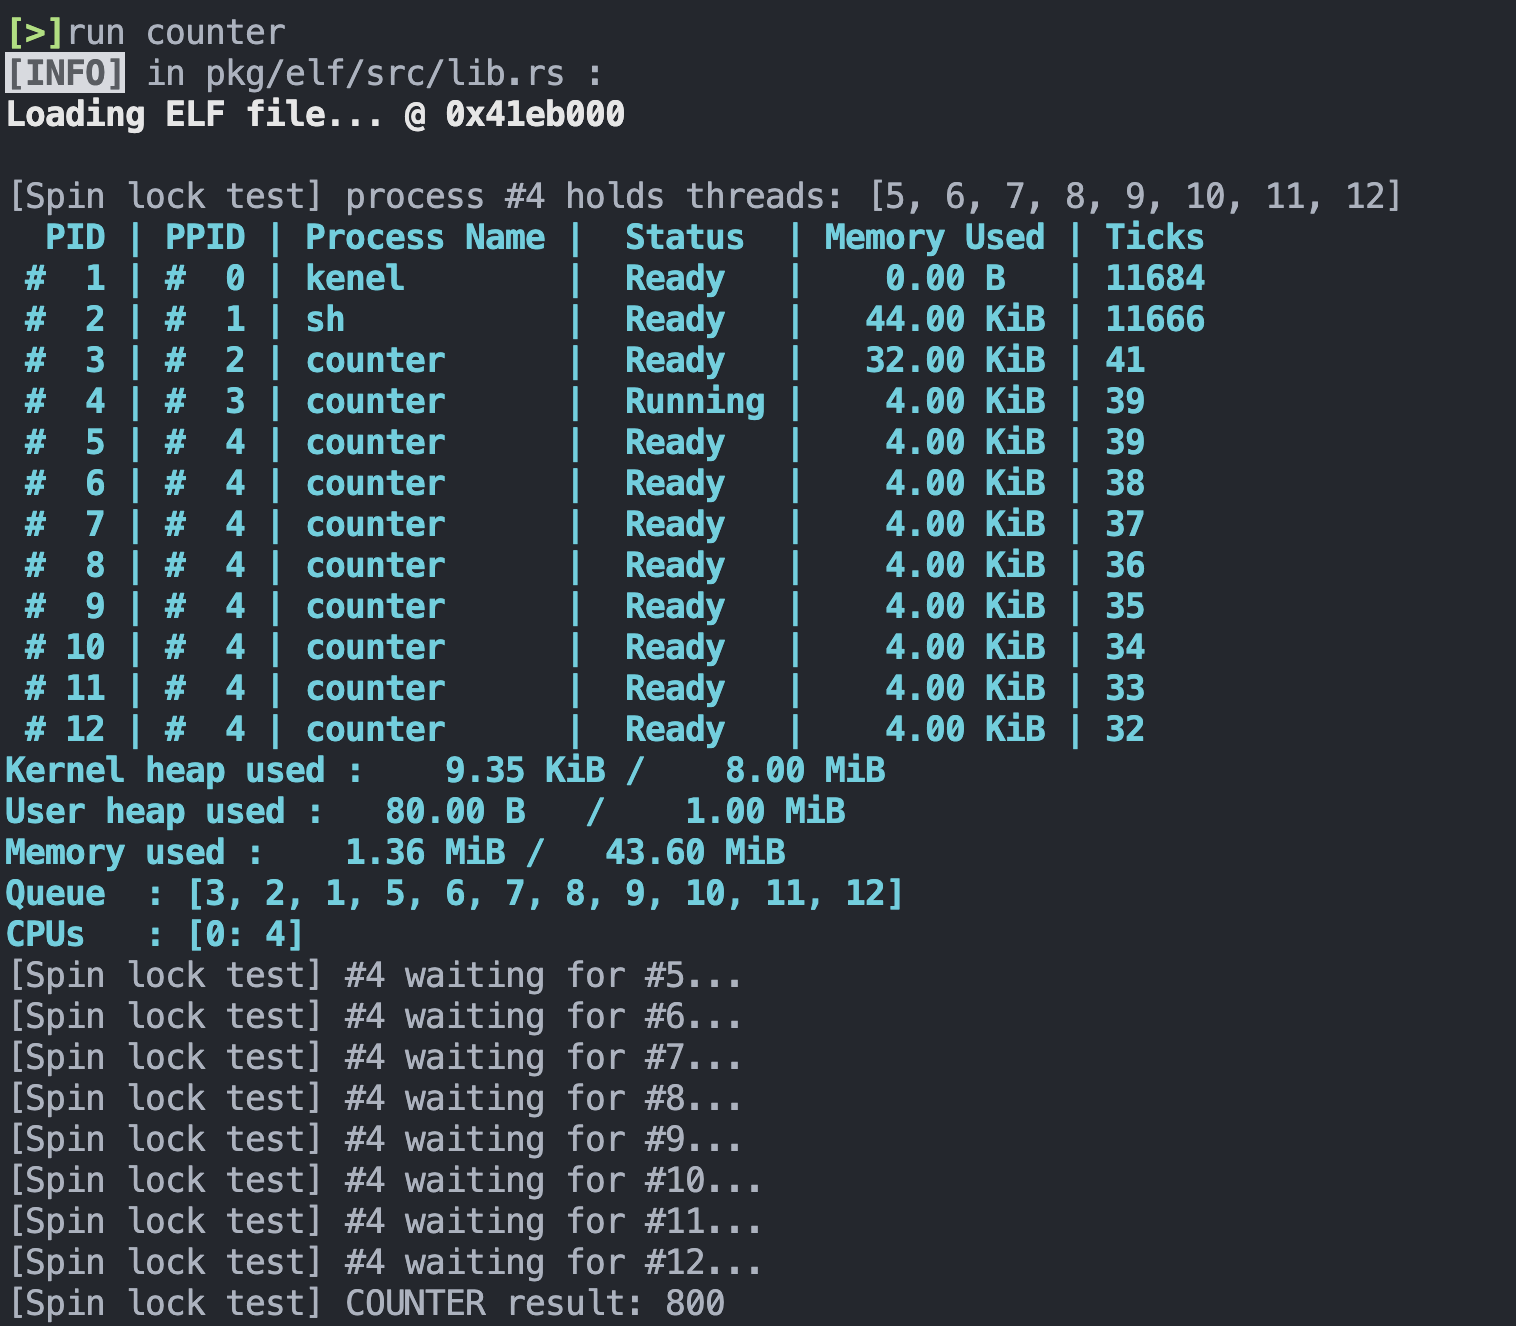 [>]run counter
[INFO] in pkg/elf/src/lib.rs :
Loading ELF file... @ 0x41eb000
[Spin lock test] process #4 holds threads: [5, 6, 7, 8, 9, 10, 11, 12]
  PID | PPID | Process Name |  Status  | Memory Used | Ticks
 #  1 | #  0 | kenel        |  Ready   |    0.00 B   | 11684
 #  2 | #  1 | sh           |  Ready   |   44.00 KiB | 11666
 #  3 | #  2 | counter      |  Ready   |   32.00 KiB | 41
 #  4 | #  3 | counter      |  Running |    4.00 KiB | 39
 #  5 | #  4 | counter      |  Ready   |    4.00 KiB | 39
 #  6 | #  4 | counter      |  Ready   |    4.00 KiB | 38
 #  7 | #  4 | counter      |  Ready   |    4.00 KiB | 37
 #  8 | #  4 | counter      |  Ready   |    4.00 KiB | 36
 #  9 | #  4 | counter      |  Ready   |    4.00 KiB | 35
 # 10 | #  4 | counter      |  Ready   |    4.00 KiB | 34
 # 11 | #  4 | counter      |  Ready   |    4.00 KiB | 33
 # 12 | #  4 | counter      |  Ready   |    4.00 KiB | 32
Kernel heap used :    9.35 KiB /    8.00 MiB
User heap used :   80.00 B   /    1.00 MiB
Memory used :    1.36 MiB /   43.60 MiB
Queue  : [3, 2, 1, 5, 6, 7, 8, 9, 10, 11, 12]
CPUs   : [0: 4]
[Spin lock test] #4 waiting for #5...
[Spin lock test] #4 waiting for #6...
[Spin lock test] #4 waiting for #7...
[Spin lock test] #4 waiting for #8...
[Spin lock test] #4 waiting for #9...
[Spin lock test] #4 waiting for #10...
[Spin lock test] #4 waiting for #11...
[Spin lock test] #4 waiting for #12...
[Spin lock test] COUNTER result: 800